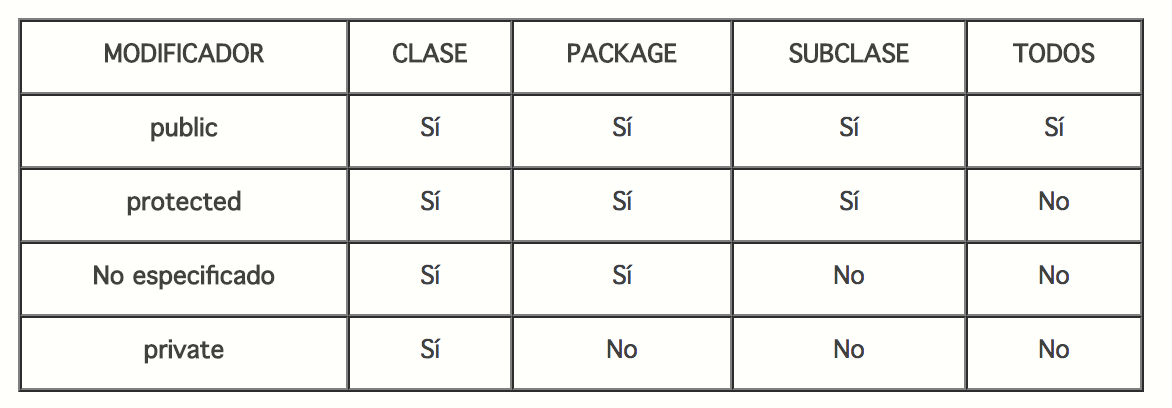 MODIFICADOR CLASE PACKAGE SUBCLASE TODOS
public Sí Sí Sí Sí
protected Sí Sí Sí No
No especificado Sí Sí No No
private Sí No No No